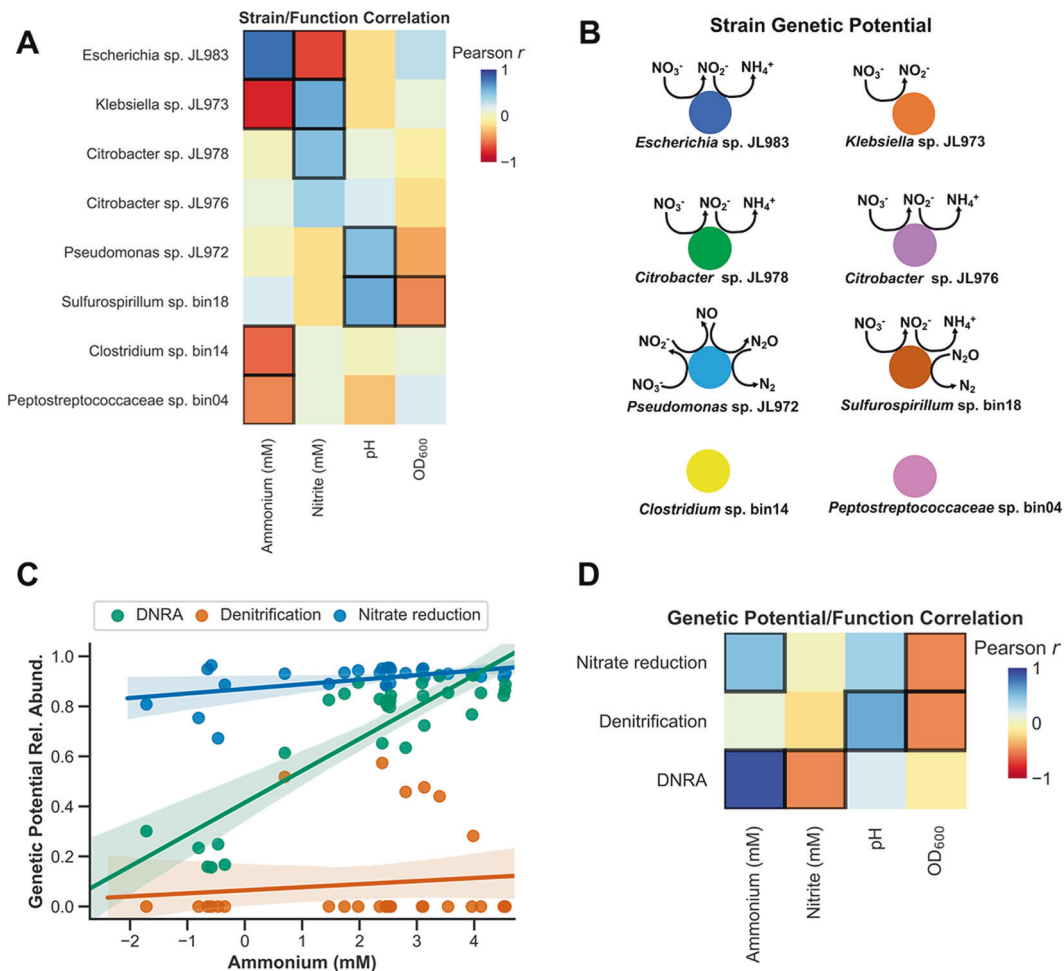 A
Strain/Function Correlation
Escherichia sp. JL983
Klebsiella sp. JL973
Citrobacter sp. JL978
Citrobacter sp. JL976
Pseudomonas sp. JL972
Sulfurospirillum sp. bin18
Clostridium sp. bin14
Peptostreptococcaceae sp. bin04
Ammonium (mM)
Nitrite (mM)
pH
OD600
Pearson r
1
−1
B
Strain Genetic Potential
NO3- NO2- NH4+
Escherichia sp. JL983
NO3- NO2-
Klebsiella sp. JL973
NO3- NO2- NH4+
Citrobacter sp. JL978
NO3- NO2- NH4+
Citrobacter sp. JL976
NO
NO2- N2O
NO3- N2
Pseudomonas sp. JL972
NO3- NO2- NH4+
N2O
N2
Sulfurospirillum sp. bin18
Clostridium sp. bin14
Peptostreptococcaceae sp. bin04
C
DNRA Denitrification Nitrate reduction
Genetic Potential Rel. Abund.
1.0
0.8
0.6
0.4
0.2
0.0
−2 −1 0 1 2 3 4
Ammonium (mM)
D
Genetic Potential/Function Correlation
Nitrate reduction
Denitrification
DNRA
Ammonium (mM)
Nitrite (mM)
pH
OD600
Pearson r
1
−1